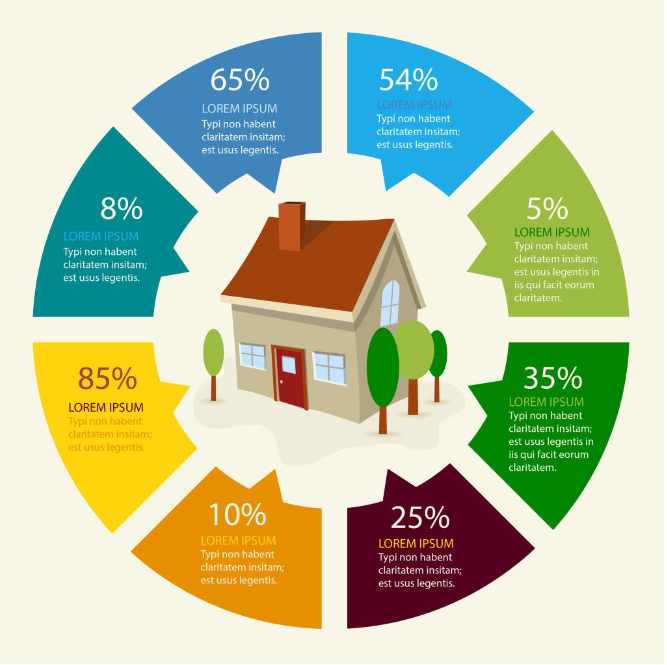 65%
LOREM IPSUM
Typi non habent
claritatem insitam;
est usus legentis.
54%
LOREM IPSUM
Typi non habent
claritatem insitam;
est usus legentis.
5%
LOREM IPSUM
Typi non habent
claritatem insitam;
est usus legentis in
iis qui facit eorum
claritatem.
35%
LOREM IPSUM
Typi non habent
claritatem insitam;
est usus legentis in
iis qui facit eorum
claritatem.
25%
LOREM IPSUM
Typi non habent
claritatem insitam;
est usus legentis.
10%
LOREM IPSUM
Typi non habent
claritatem insitam;
est usus legentis.
85%
LOREM IPSUM
Typi non habent
claritatem insitam;
est usus legentis.
8%
LOREM IPSUM
Typi non habent
claritatem insitam;
est usus legentis.